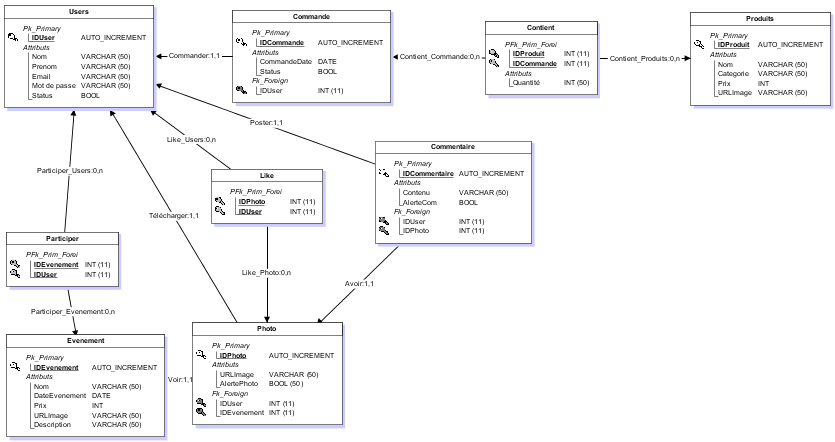 Users
Pk_Primary
IDUser AUTO_INCREMENT
Attributs
Nom VARCHAR (50)
Prenom VARCHAR (50)
Email VARCHAR (50)
Mot de passe VARCHAR (50)
Status BOOL
Commander:1,1
Commande
Pk_Primary
IDCommande AUTO_INCREMENT
Attributs
CommandeDate DATE
Status BOOL
Fk_Foreign
IDUser INT (11)
Contient_Commande:0,n
Contient
PFk_Prim_Forei
IDProduit INT (11)
IDCommande INT (11)
Attributs
Quantité INT (50)
Contient_Produits:0,n
Produits
Pk_Primary
IDProduit AUTO_INCREMENT
Attributs
Nom VARCHAR (50)
Categorie VARCHAR (50)
Prix INT
URLImage VARCHAR (50)
Poster:1,1
Like_Users:0,n
Participer_Users:0,n
Télécharger:1,1
Like
PFk_Prim_Forei
IDPhoto INT (11)
IDUser INT (11)
Commentaire
Pk_Primary
IDCommentaire AUTO_INCREMENT
Attributs
Contenu VARCHAR (50)
AlerteCom BOOL
Fk_Foreign
IDUser INT (11)
IDPhoto INT (11)
Participer
PFk_Prim_Forei
IDEvenement INT (11)
IDUser INT (11)
Like_Photo:0,n
Avoir:1,1
Participer_Evenement:0,n
Evenement
Pk_Primary
IDEvenement AUTO_INCREMENT
Attributs
Nom VARCHAR (50)
DateEvenement DATE
Prix INT
URLImage VARCHAR (50)
Description VARCHAR (50)
Voir:1,1
Photo
Pk_Primary
IDPhoto AUTO_INCREMENT
Attributs
URLImage VARCHAR (50)
AlertePhoto BOOL (50)
Fk_Foreign
IDUser INT (11)
IDEvenement INT (11)